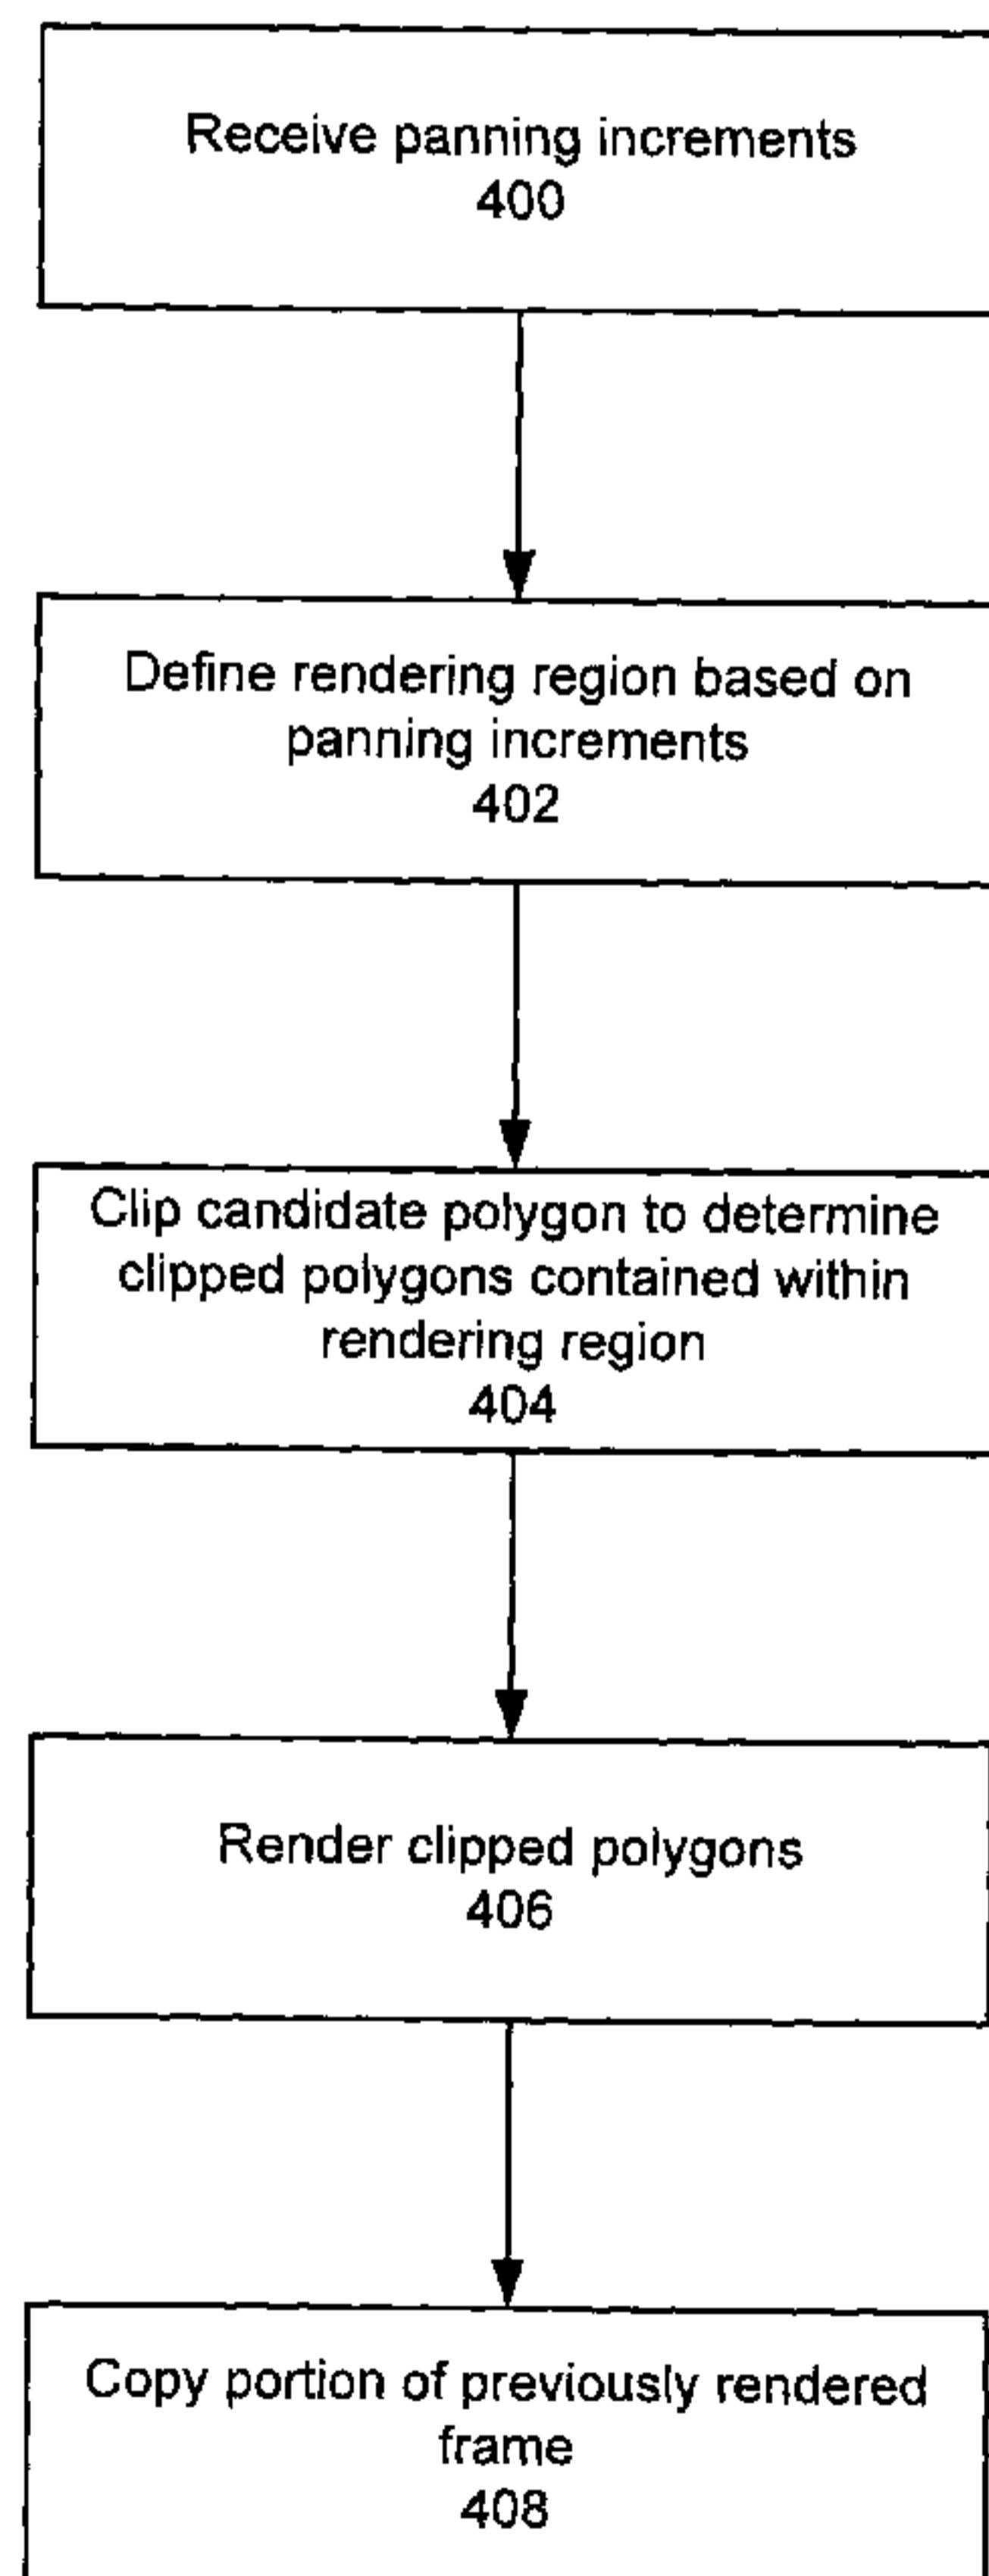 Receive panning increments
400
Define rendering region based on
panning increments
402
Clip candidate polygon to determine
clipped polygons contained within
rendering region
404
Render clipped polygons
406
Copy portion of previously rendered
frame
408